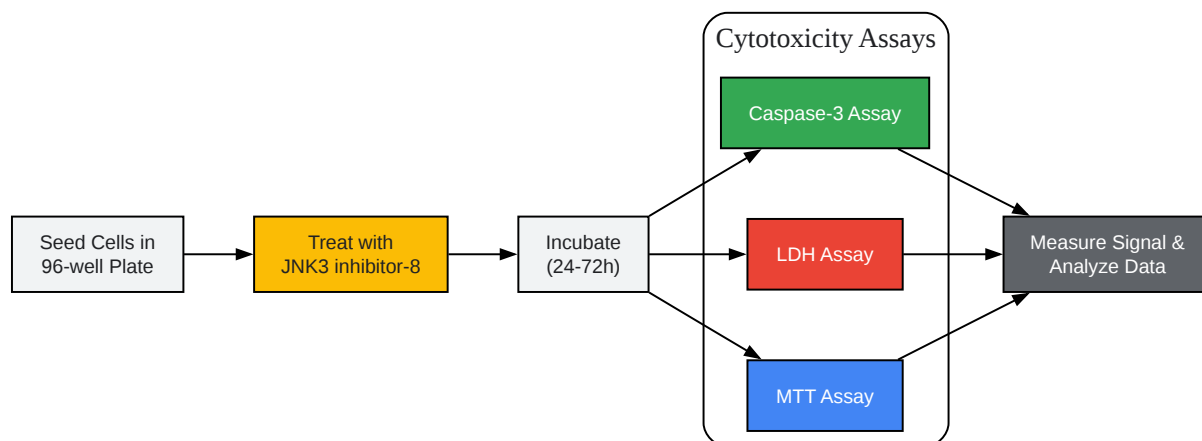 Cytotoxicity Assays
Caspase-3 Assay
Seed Cells in
96-well Plate
Treat with
JNK3 inhibitor-8
Incubate
(24-72h)
LDH Assay
Measure Signal &
Analyze Data
MTT Assay